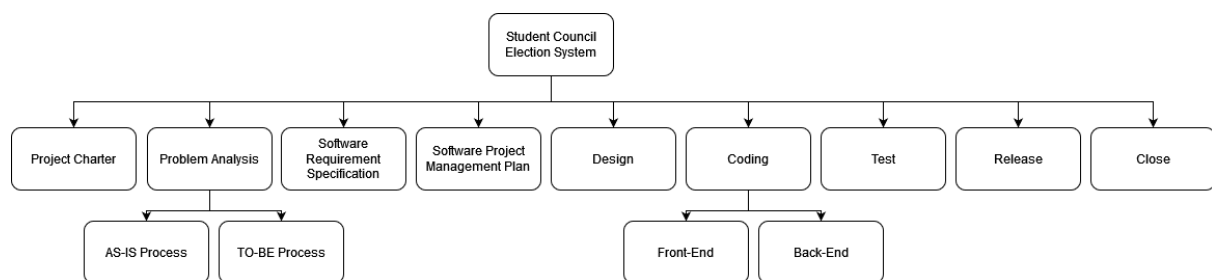 Student Council
Election System
Project Charter
Problem Analysis
Software
Requirement
Specification
Software Project
Management Plan
Design
Coding
Test
Release
Close
AS-IS Process
TO-BE Process
Front-End
Back-End